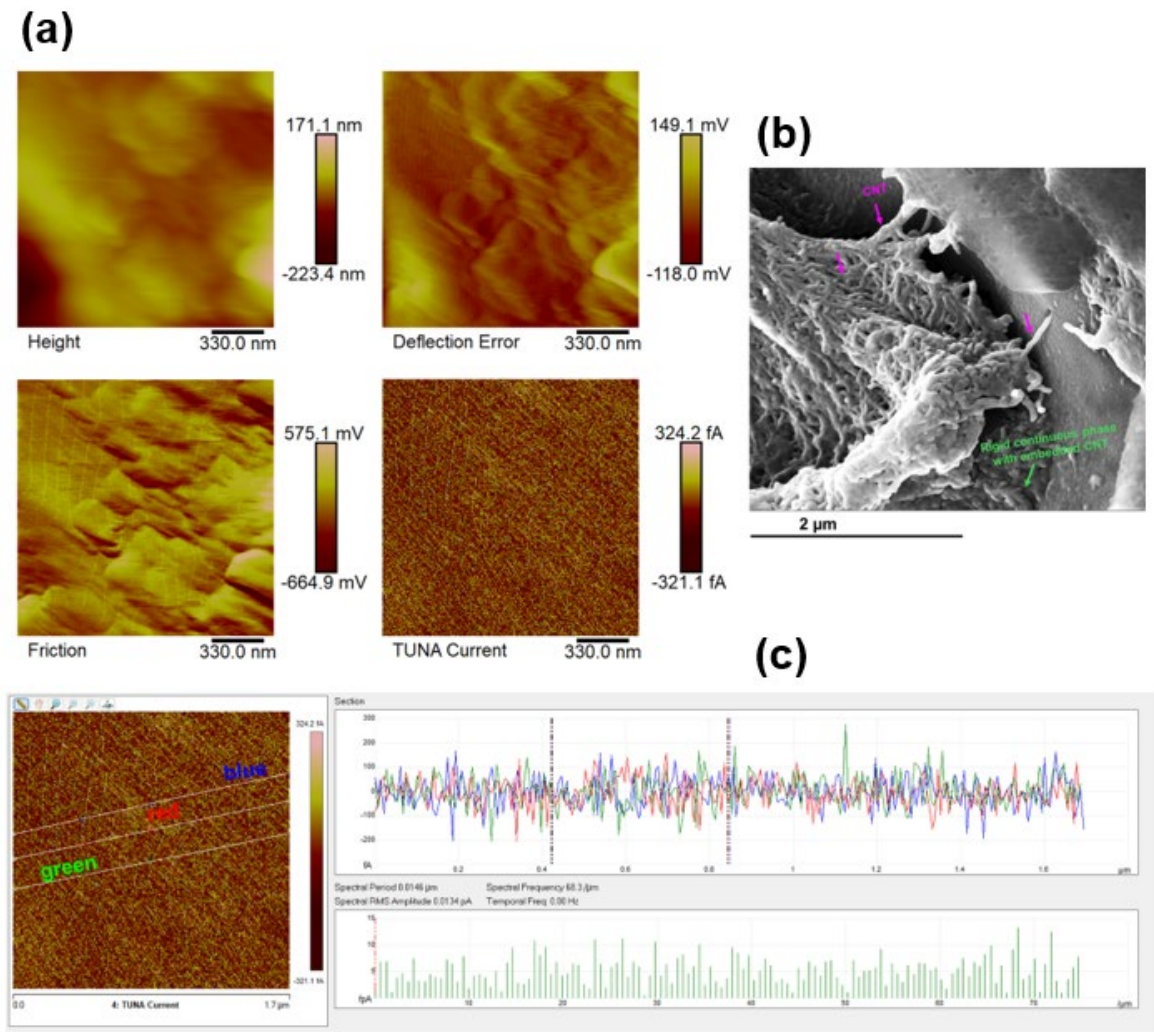 (a)
171.1 nm
-223.4 nm
Height
330.0 nm
149.1 mV
-118.0 mV
Deflection Error
330.0 nm
575.1 mV
-664.9 mV
Friction
330.0 nm
324.2 fA
-321.1 fA
TUNA Current
330.0 nm
(b)
CNT
Rigid continuous phase
with embedded CNT
2 µm
(c)
324.2 fA
blue
red
green
-321.1 fA
0.0
4: TUNA Current
1.7 µm
Section
300
200
100
0
-100
-200
fA
0.2
0.4
0.6
0.8
1
1.2
1.4
1.6
µm
Spectral Period 0.0146 µm
Spectral Frequency 68.3 /µm
Spectral RMS Amplitude 0.0134 pA
Temporal Freq. 0.00 Hz
15
10
5
fpA
10
20
30
40
50
60
70
/µm